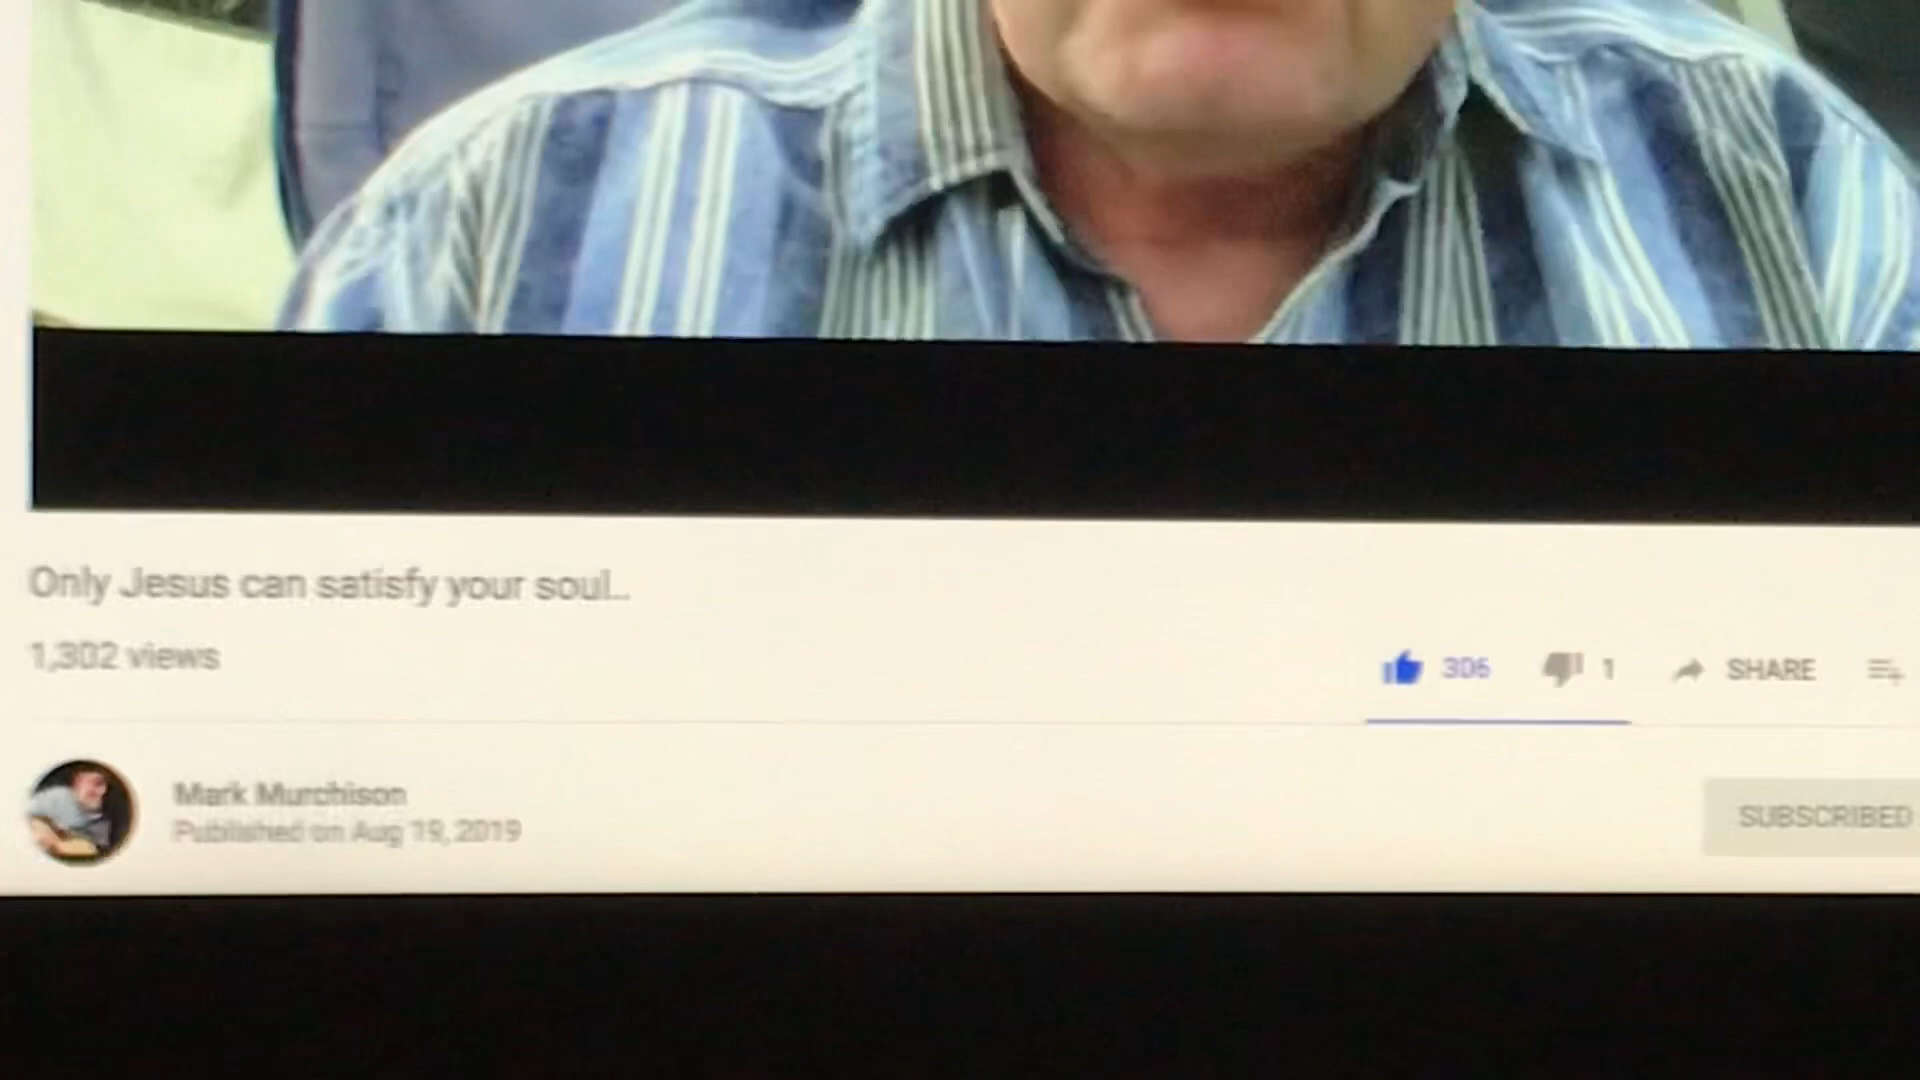 Only Jesus can satisfy your soul..
1,302 views
306
1
SHARE
Mark Murchison
Published on Aug 19, 2019
SUBSCRIBED